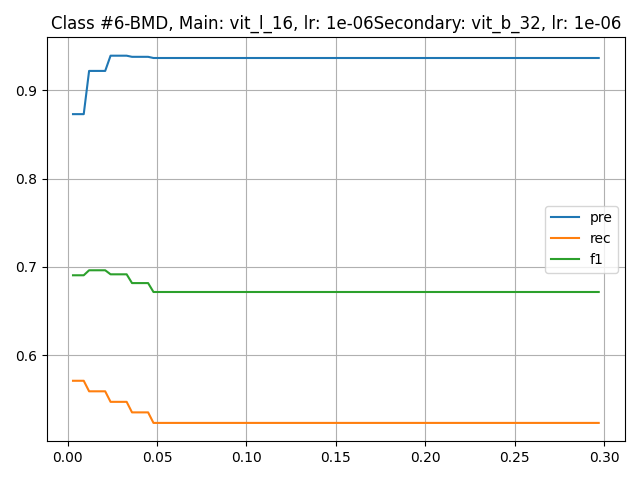 Class #6-BMD, Main: vit_l_16, lr: 1e-06Secondary: vit_b_32, lr: 1e-06
0.9
0.8
0.7
0.6
pre
rec
f1
0.00 0.05 0.10 0.15 0.20 0.25 0.30